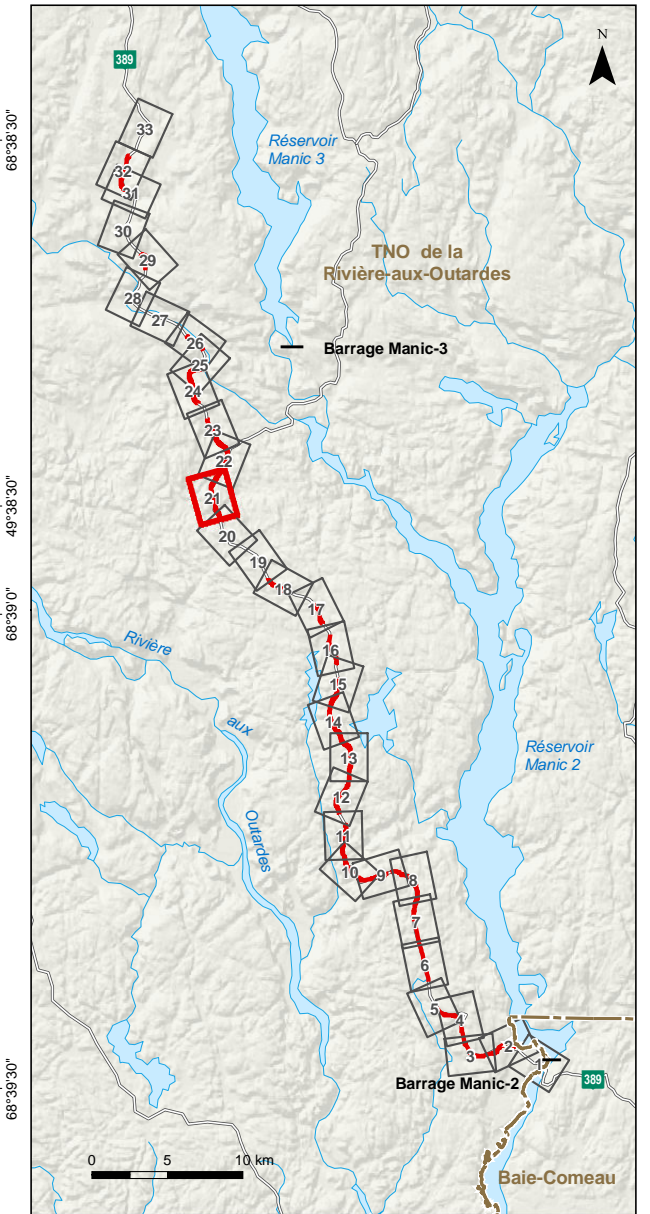 N
389
68°38'30"
33
Réservoir
Manic 3
32
31
TNO de la
Rivière-aux-Outardes
30
29
28
27
26
Barrage Manic-3
25
24
23
22
49°38'30"
21
20
19
18
68°39'0"
17
Rivière
16
15
aux
14
Réservoir
Manic 2
13
12
Outardes
11
10
9
8
7
6
5
4
3
2
1
68°39'30"
Barrage Manic-2
389
0 5 10 km
Baie-Comeau